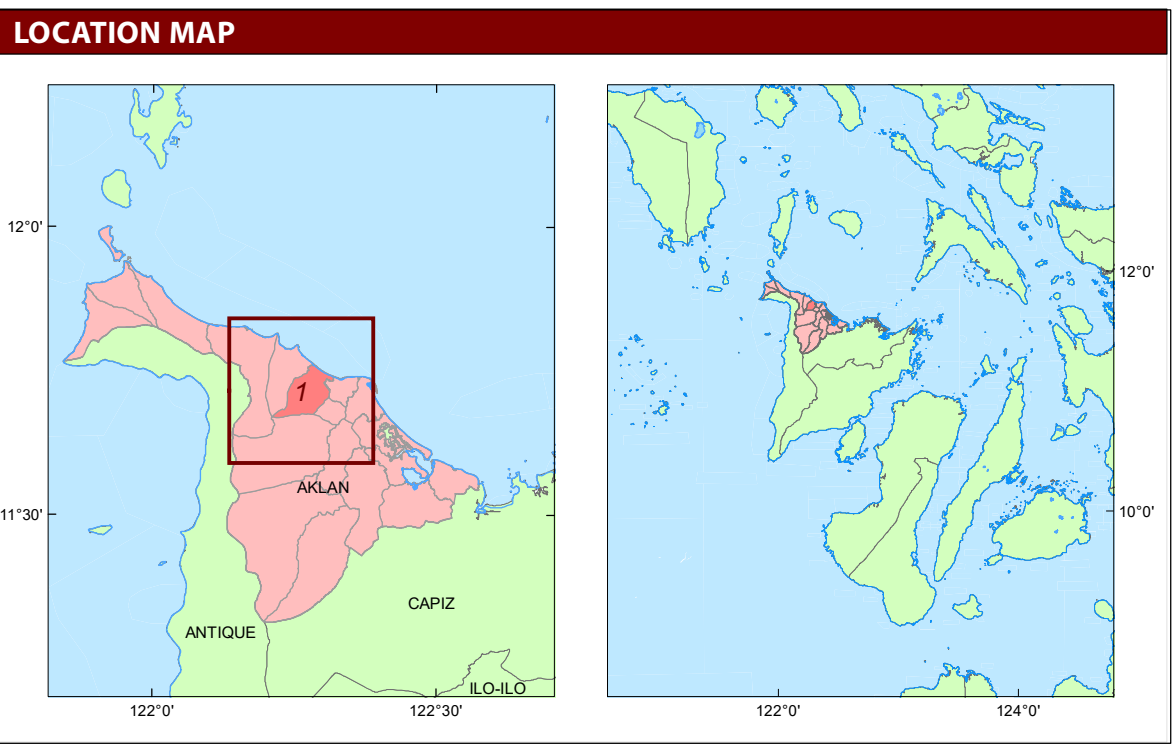 LOCATION MAP
12°0'
1
AKLAN
11°30'
CAPIZ
ANTIQUE
ILO-ILO
122°0'
122°30'
12°0'
10°0'
122°0'
124°0'